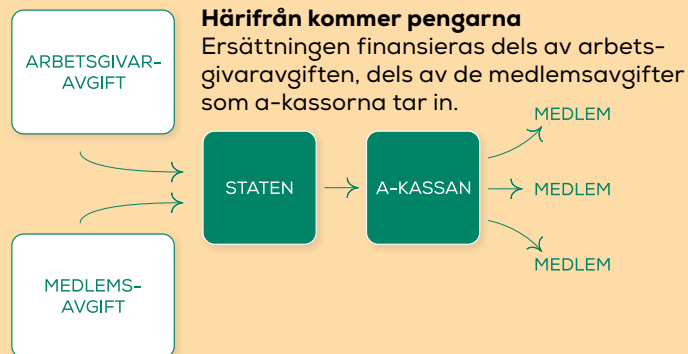 Härifrån kommer pengarna
Ersättningen finansieras dels av arbets-
givaravgiften, dels av de medlemsavgifter
som a-kassorna tar in.
ARBETSGIVAR-
AVGIFT
MEDLEMS-
AVGIFT
STATEN
A-KASSAN
MEDLEM
MEDLEM
MEDLEM